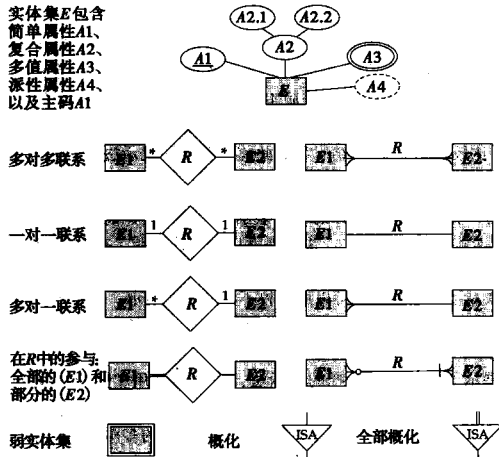 实体集E包含
简单属性A1、
复合属性A2、
多值属性A3、
派性属性A4、
以及主码A1
A2.1 A2.2
A1 A2 A3
E A4
多对多联系 E1 * R * E2 E1 R E2
一对一联系 E1 1 R 1 E2 E1 R E2
多对一联系 E1 * R 1 E2 E1 R E2
在R中的参与:
全部的(E1)和
部分的(E2)
E1 R E2 E1 R E2
弱实体集 概化 ISA 全部概化 ISA